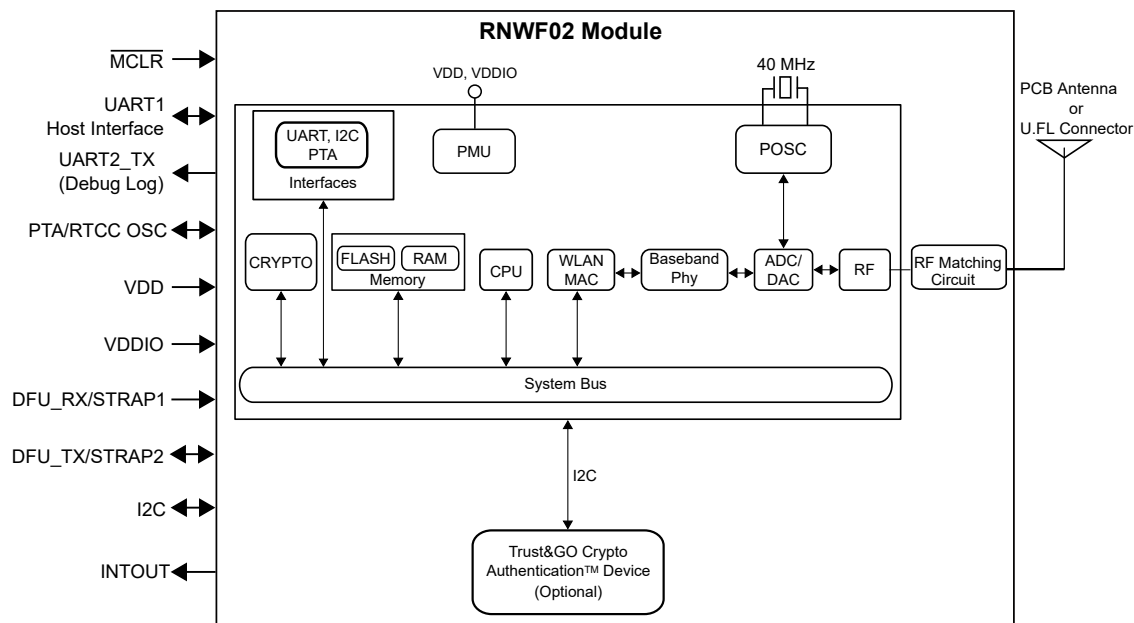 RNWF02 Module
MCLR
UART1
Host Interface
UART2_TX
(Debug Log)
PTA/RTCC OSC
VDD
VDDIO
DFU_RX/STRAP1
DFU_TX/STRAP2
I2C
INTOUT
VDD, VDDIO
40 MHz
PCB Antenna
or
U.FL Connector
UART, I2C
PTA
Interfaces
PMU
POSC
CRYPTO
FLASH
RAM
Memory
CPU
WLAN
MAC
Baseband
Phy
ADC/
DAC
RF
RF Matching
Circuit
System Bus
I2C
Trust&GO Crypto
Authentication™ Device
(Optional)